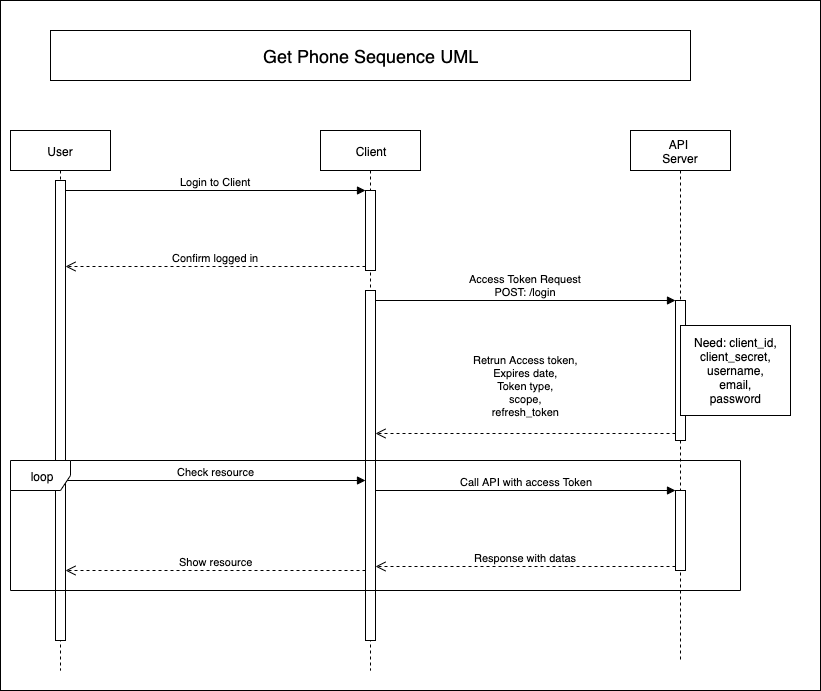 Get Phone Sequence UML
User
Client
API
Server
Login to Client
Confirm logged in
Access Token Request
POST: /login
Need: client_id,
client_secret,
username,
email,
password
Retrun Access token,
Expires date,
Token type,
scope,
refresh_token
loop
Check resource
Call API with access Token
Response with datas
Show resource